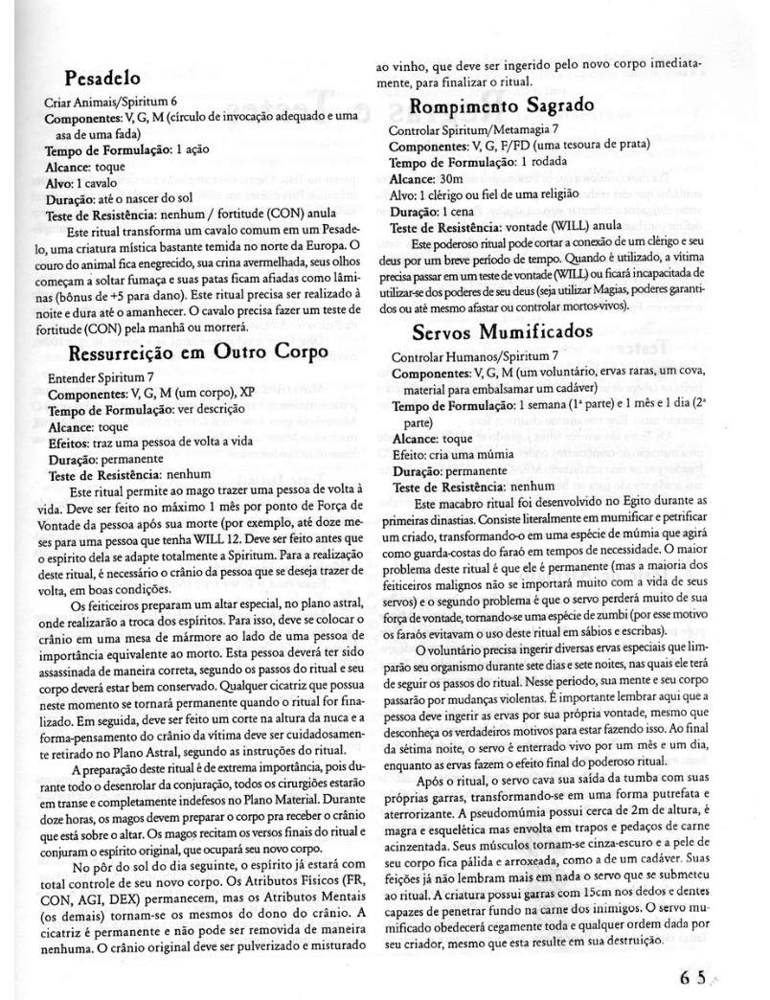 Pesadelo
Criar Animais/Spiritum 6
Componentes: V, G, M (círculo de invocação adequado e uma
asa de uma fada)
Tempo de Formulação: 1 ação
Alcance: toque
Alvo: 1 cavalo
Duração: até o nascer do sol
Teste de Resistência: nenhum / fortitude (CON) anula
Este ritual transforma um cavalo comum em um Pesade-
lo, uma criatura mística bastante temida no norte da Europa. O
couro do animal fica enegrecido, sua crina avermelhada, seus olhos
começam a soltar fumaça e suas patas ficam afiadas como lâmi-
nas (bônus de +5 para dano). Este ritual precisa ser realizado à
noite e dura até o amanhecer. O cavalo precisa fazer um teste de
fortitude (CON) pela manhã ou morrerá.
Ressurreição em Outro Corpo
Entender Spiritum 7
Componentes: V, G, M (um corpo), XP
Tempo de Formulação: ver descrição
Alcance: toque
Efeitos: traz uma pessoa de volta a vida
Duração: permanente
Teste de Resistência: nenhum
Este ritual permite ao mago trazer uma pessoa de volta à
vida. Deve ser feito no máximo 1 mês por ponto de Força de
Vontade da pessoa após sua morte (por exemplo, até doze me-
ses para uma pessoa que tenha WILL 12. Deve ser feito antes que
o espírito dela se adapte totalmente a Spiritum. Para a realização
deste ritual, é necessário o crânio da pessoa que se deseja trazer de
volta, em boas condições.
Os feiticeiros preparam um altar especial, no plano astral,
onde realizarão a troca dos espíritos. Para isso, deve se colocar o
crânio em uma mesa de mármore ao lado de uma pessoa de
importância equivalente ao morto. Esta pessoa deverá ter sido
assassinada de maneira correta, segundo os passos do ritual e seu
corpo deverá estar bem conservado. Qualquer cicatriz que possua
neste momento se tornará permanente quando o ritual for fina-
lizado. Em seguida, deve ser feito um corte na altura da nuca e a
forma-pensamento do crânio da vítima deve ser cuidadosamen-
te retirado no Plano Astral, segundo as instruções do ritual.
A preparação deste ritual é de extrema importância, pois du-
rante todo o desenrolar da conjuração, todos os cirurgiões estarão
em transe e completamente indefesos no Plano Material. Durante
doze horas, os magos devem preparar o corpo pra receber o crânio
que está sobre o altar. Os magos recitam os versos finais do ritual e
conjuram o espírito original, que ocupará seu novo corpo.
No pôr do sol do dia seguinte, o espírito já estará com
total controle de seu novo corpo. Os Atributos Físicos (FR,
CON, AGI, DEX) permanecem, mas os Atributos Mentais
(os demais) tornam-se os mesmos do dono do crânio. A
cicatriz é permanente e não pode ser removida de maneira
nenhuma. O crânio original deve ser pulverizado e misturado
ao vinho, que deve ser ingerido pelo novo corpo imediata-
mente, para finalizar o ritual.
Rompimento Sagrado
Controlar Spiritum/Metamagia 7
Componentes: V, G, F/FD (uma tesoura de prata)
Tempo de Formulação: 1 rodada
Alcance: 30m
Alvo: 1 clérigo ou fiel de uma religião
Duração: 1 cena
Teste de Resistência: vontade (WILL) anula
Este poderoso ritual pode cortar a conexão de um clérigo e seu
deus por um breve período de tempo. Quando é utilizado, a vítima
precisa passar em um teste de vontade (WILL) ou ficará incapacitada de
utilizar-se dos poderes de seu deus (seja utilizar Magias, poderes garanti-
dos ou até mesmo afastar ou controlar mortos-vivos).
Servos Mumificados
Controlar Humanos/Spiritum 7
Componentes: V, G, M (um voluntário, ervas raras, um cova,
material para embalsamar um cadáver)
Tempo de Formulação: 1 semana (1ª parte) e 1 mês e 1 dia (2ª
parte)
Alcance: toque
Efeito: cria uma múmia
Duração: permanente
Teste de Resistência: nenhum
Este macabro ritual foi desenvolvido no Egito durante as
primeiras dinastias. Consiste literalmente em mumificar e petrificar
um criado, transformando-o em uma espécie de múmia que agirá
como guarda-costas do faraó em tempos de necessidade. O maior
problema deste ritual é que ele é permanente (mas a maioria dos
feiticeiros malignos não se importará muito com a vida de seus
servos) e o segundo problema é que o servo perderá muito de sua
força de vontade, tornando-se uma espécie de zumbi (por esse motivo
os faraós evitavam o uso deste ritual em sábios e escribas).
O voluntário precisa ingerir diversas ervas especiais que lim-
parão seu organismo durante sete dias e sete noites, nas quais ele terá
de seguir os passos do ritual. Nesse período, sua mente e seu corpo
passarão por mudanças violentas. É importante lembrar aqui que a
pessoa deve ingerir as ervas por sua própria vontade, mesmo que
desconheça os verdadeiros motivos para estar fazendo isso. Ao final
da sétima noite, o servo é enterrado vivo por um mês e um dia,
enquanto as ervas fazem o efeito final do poderoso ritual.
Após o ritual, o servo cava sua saída da tumba com suas
próprias garras, transformando-se em uma forma putrefata e
aterrorizante. A pseudomúmia possui cerca de 2m de altura, é
magra e esquelética mas envolta em trapos e pedaços de carne
acinzentada. Seus músculos tornam-se cinza-escuro e a pele de
seu corpo fica pálida e arroxeada, como a de um cadáver. Suas
feições já não lembram mais em nada o servo que se submeteu
ao ritual. A criatura possui garras com 15cm nos dedos e dentes
capazes de penetrar fundo na carne dos inimigos. O servo mu-
mificado obedecerá cegamente toda e qualquer ordem dada por
seu criador, mesmo que esta resulte em sua destruição.
6 5